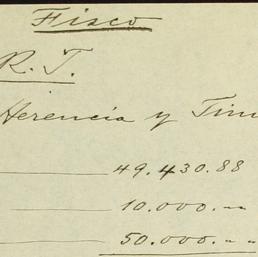 Fisco
R. T.
Herencia y Tim
49.430.88
10.000.--
50.000.--